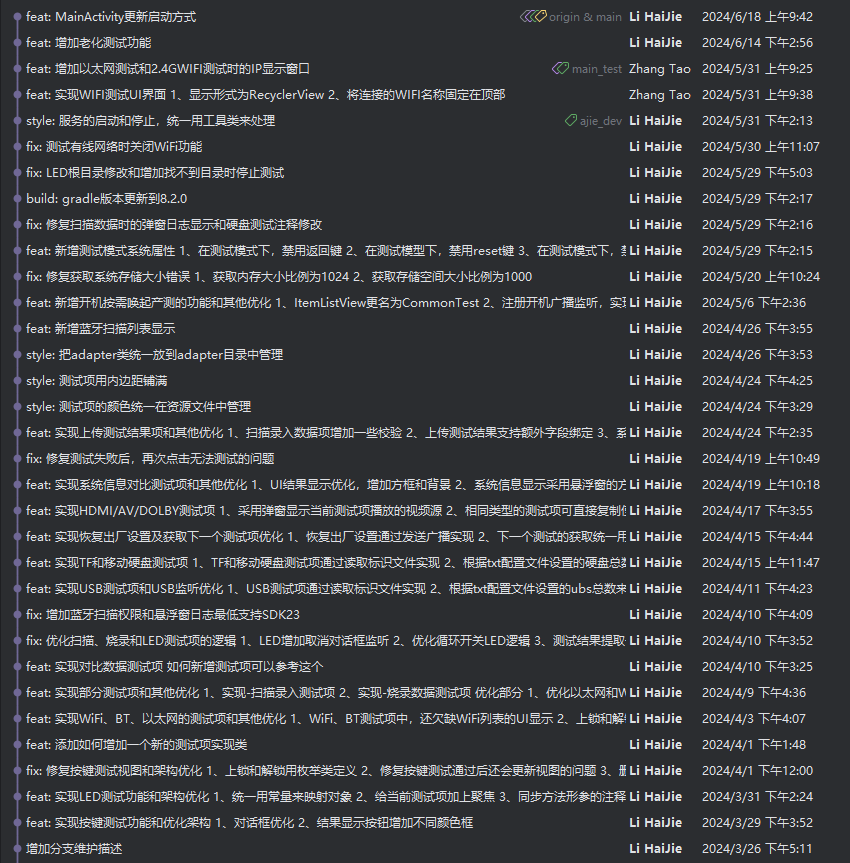 feat: MainActivity更新启动方式 origin & main Li HaiJie 2024/6/18 上午9:42
feat: 增加老化测试功能 Li HaiJie 2024/6/14 下午2:56
feat: 增加以太网测试和2.4GWIFI测试时的IP显示窗口 main_test Zhang Tao 2024/5/31 上午9:25
feat: 实现WIFI测试UI界面 1、显示形式为RecyclerView 2、将连接的WIFI名称固定在顶部 Zhang Tao 2024/5/31 上午9:38
style: 服务的启动和停止，统一用工具类来处理 ajie_dev Li HaiJie 2024/5/31 下午2:13
fix: 测试有线网络时关闭WiFi功能 Li HaiJie 2024/5/30 上午11:07
fix: LED根目录修改和增加找不到目录时停止测试 Li HaiJie 2024/5/29 下午5:03
build: gradle版本更新到8.2.0 Li HaiJie 2024/5/29 下午2:17
fix: 修复扫描数据时的弹窗日志显示和硬盘测试注释修改 Li HaiJie 2024/5/29 下午2:16
feat: 新增测试模式系统属性 1、在测试模式下，禁用返回键 2、在测试模型下，禁用reset键 3、在测试模式下， Li HaiJie 2024/5/29 下午2:15
fix: 修复获取系统存储大小错误 1、获取内存大小比例为1024 2、获取存储空间大小比例为1000 Li HaiJie 2024/5/20 上午10:24
feat: 新增开机按需唤起产测的功能和其他优化 1、ItemListView更名为CommonTest 2、注册开机广播监听，实 Li HaiJie 2024/5/6 下午2:36
feat: 新增蓝牙扫描列表显示 Li HaiJie 2024/4/26 下午3:55
style: 把adapter类统一放到adapter目录中管理 Li HaiJie 2024/4/26 下午3:53
style: 测试项用内边距铺满 Li HaiJie 2024/4/24 下午4:25
style: 测试项的颜色统一在资源文件中管理 Li HaiJie 2024/4/24 下午3:29
feat: 实现上传测试结果项和其他优化 1、扫描录入数据项增加一些校验 2、上传测试结果支持额外字段绑定 3、系 Li HaiJie 2024/4/24 下午2:35
fix: 修复测试失败后，再次点击无法测试的问题 Li HaiJie 2024/4/19 上午10:49
feat: 实现系统信息对比测试项和其他优化 1、UI结果显示优化，增加方框和背景 2、系统信息显示采用悬浮窗的方 Li HaiJie 2024/4/19 上午10:18
feat: 实现HDMI/AV/DOLBY测试项 1、采用弹窗显示当前测试项播放的视频源 2、相同类型的测试项可直接复制 Li HaiJie 2024/4/17 下午3:55
feat: 实现恢复出厂设置及获取下一个测试项优化 1、恢复出厂设置通过发送广播实现 2、下一个测试的获取统一用 Li HaiJie 2024/4/15 下午4:44
feat: 实现TF和移动硬盘测试项 1、TF和移动硬盘测试项通过读取标识文件实现 2、根据txt配置文件设置的硬盘总数 Li HaiJie 2024/4/15 上午11:47
feat: 实现USB测试项和USB监听优化 1、USB测试项通过读取标识文件实现 2、根据txt配置文件设置的ubs总数来 Li HaiJie 2024/4/11 下午4:23
fix: 增加蓝牙扫描权限和悬浮窗日志最低支持SDK23 Li HaiJie 2024/4/10 下午4:09
fix: 优化扫描、烧录和LED测试项的逻辑 1、LED增加取消对话框监听 2、优化循环开关LED逻辑 3、测试结果提取 Li HaiJie 2024/4/10 下午3:52
feat: 实现对比数据测试项 如何新增测试项可以参考这个 Li HaiJie 2024/4/10 下午3:25
feat: 实现部分测试项和其他优化 1、实现-扫描录入测试项 2、实现-烧录数据测试项 优化部分 1、优化以太网和W Li HaiJie 2024/4/9 下午4:36
feat: 实现WiFi、BT、以太网的测试项和其他优化 1、WiFi、BT测试项中，还欠缺WiFi列表的UI显示 2、上锁和解 Li HaiJie 2024/4/3 下午4:07
feat: 添加如何增加一个新的测试项实现类 Li HaiJie 2024/4/1 下午1:48
fix: 修复按键测试视图和架构优化 1、上锁和解锁用枚举类定义 2、修复按键测试通过后还会更新视图的问题 3、删 Li HaiJie 2024/4/1 下午12:00
feat: 实现LED测试功能和架构优化 1、统一用常量来映射对象 2、给当前测试项加上聚焦 3、同步方法形参的注释 Li HaiJie 2024/3/31 下午2:24
feat: 实现按键测试功能和优化架构 1、对话框优化 2、结果显示按钮增加不同颜色框 Li HaiJie 2024/3/29 下午3:52
增加分支维护描述 Li HaiJie 2024/3/26 下午5:11